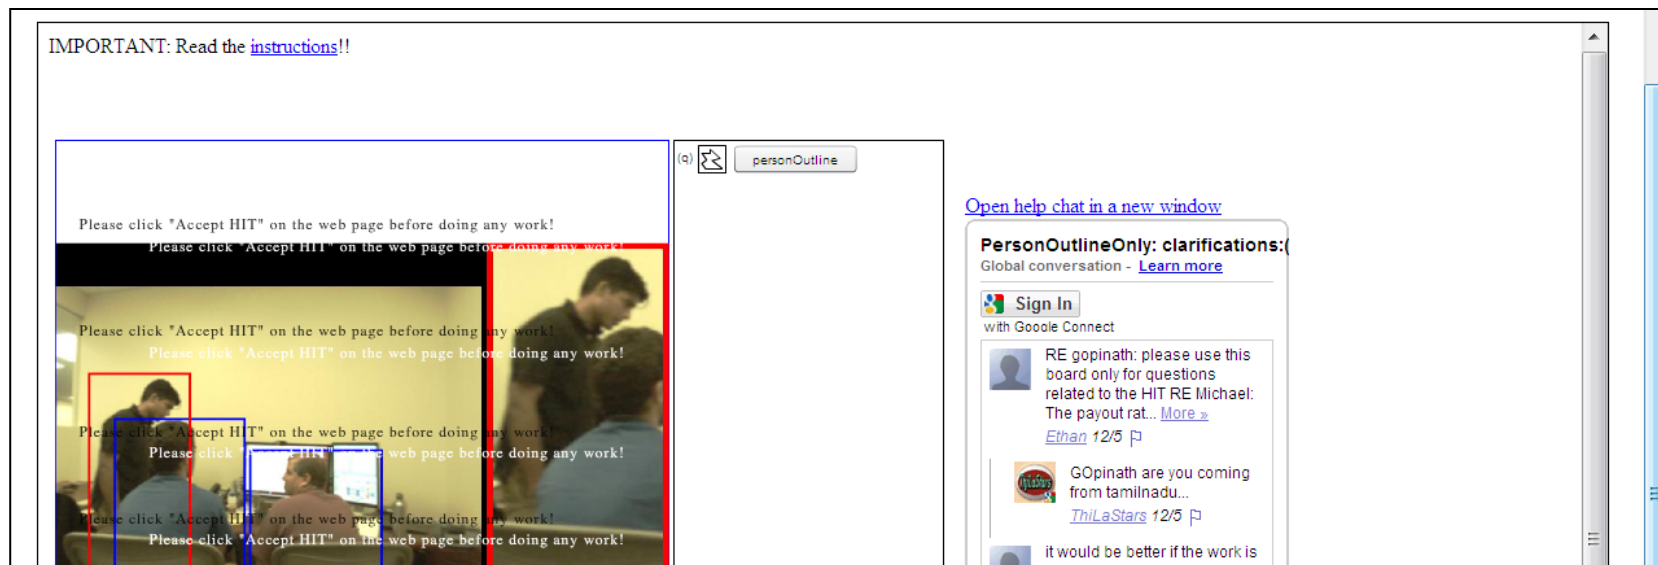 IMPORTANT: Read the instructions!!
(q) personOutline
Please click "Accept HIT" on the web page before doing any work!
Please click "Accept HIT" on the web page before doing any work!
Please click "Accept HIT" on the web page before doing any work!
Please click "Accept HIT" on the web page before doing any work!
Please click "Accept HIT" on the web page before doing any work!
Please click "Accept HIT" on the web page before doing any work!
Please click "Accept HIT" on the web page before doing any work!
Please click "Accept HIT" on the web page before doing any work!
Open help chat in a new window
PersonOutlineOnly: clarifications:(
Global conversation - Learn more
Sign In
with Google Connect
RE gopinath: please use this
board only for questions
related to the HIT RE Michael:
The payout rat... More »
Ethan 12/5
GOpinath are you coming
from tamilnadu...
ThiLaStars 12/5
it would be better if the work is